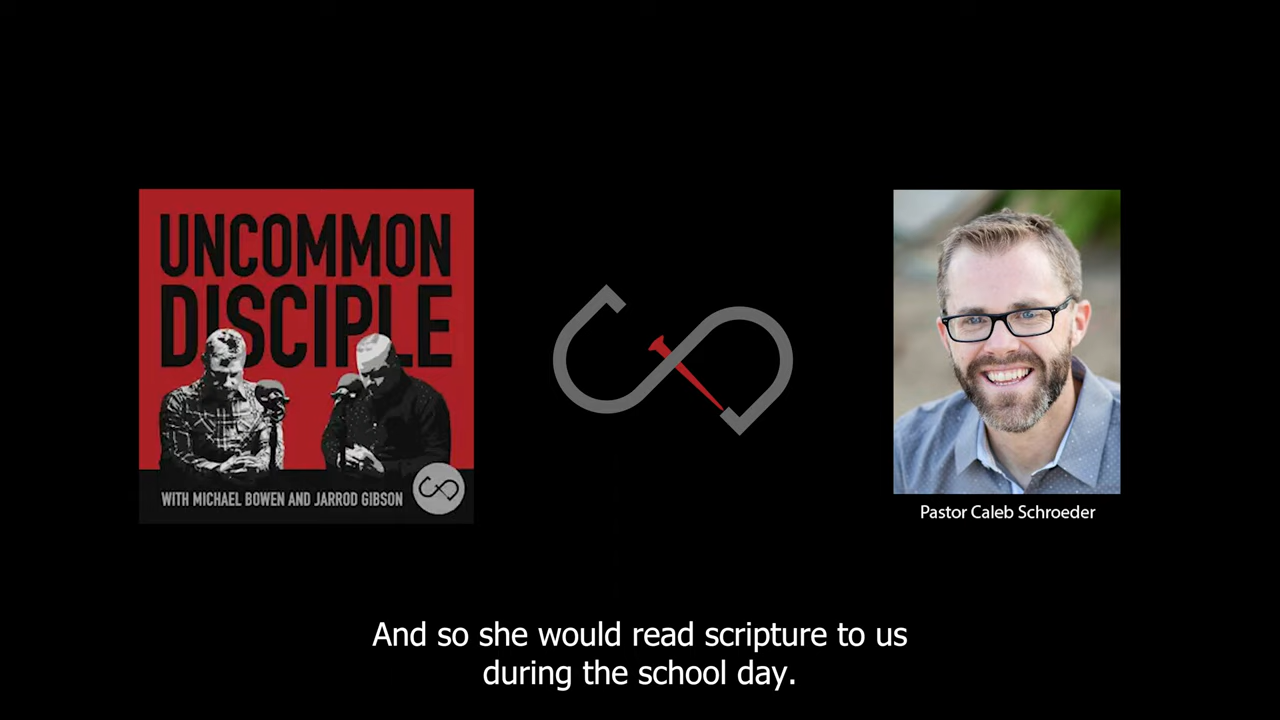 UNCOMMON
DISCIPLE
WITH MICHAEL BOWEN AND JARROD GIBSON
Pastor Caleb Schroeder
And so she would read scripture to us
during the school day.